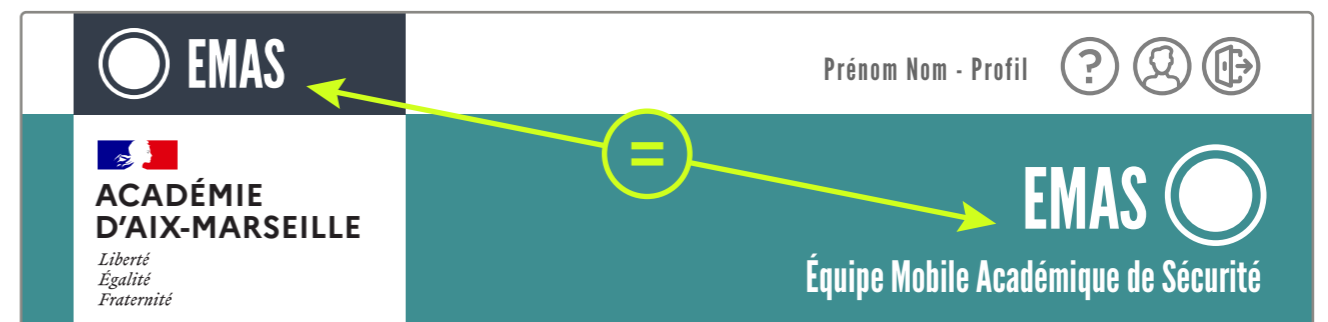 EMAS
Prénom Nom - Profil
?
=
ACADÉMIE
D'AIX-MARSEILLE
Liberté
Égalité
Fraternité
EMAS
Équipe Mobile Académique de Sécurité